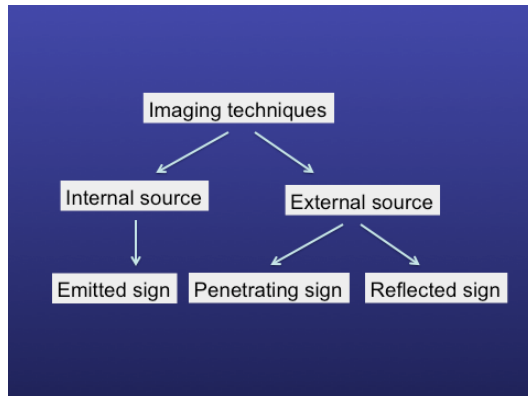 Imaging techniques
Internal source
External source
Emitted sign
Penetrating sign
Reflected sign